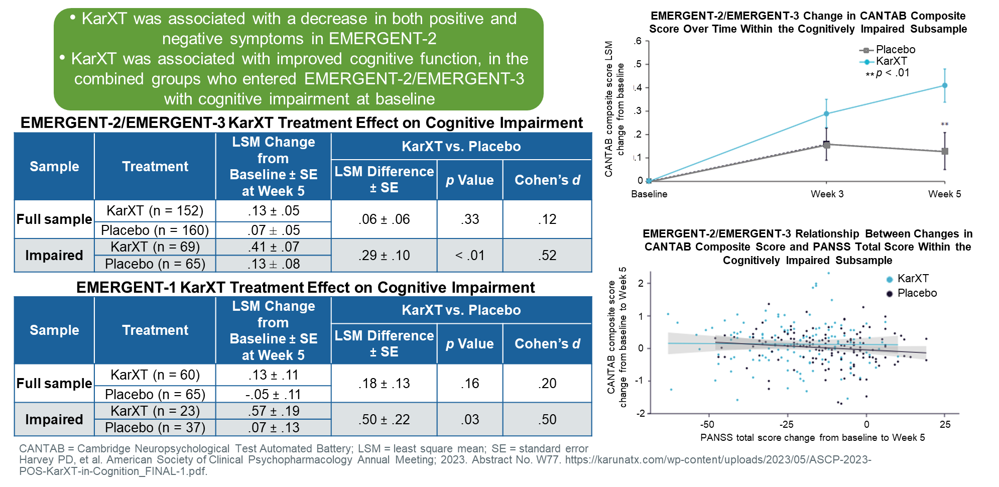 • KarXT was associated with a decrease in both positive and
negative symptoms in EMERGENT-2
• KarXT was associated with improved cognitive function, in the
combined groups who entered EMERGENT-2/EMERGENT-3
with cognitive impairment at baseline
EMERGENT-2/EMERGENT-3 KarXT Treatment Effect on Cognitive Impairment
Sample
Treatment
LSM Change
from
Baseline ± SE
at Week 5
KarXT vs. Placebo
LSM Difference
± SE
p Value
Cohen's d
Full sample
KarXT (n = 152)
.13 ± .05
.06 ± .06
.33
.12
Placebo (n = 160)
.07 ± .05
Impaired
KarXT (n = 69)
.41 ± .07
.29 ± .10
< .01
.52
Placebo (n = 65)
.13 ± .08
EMERGENT-1 KarXT Treatment Effect on Cognitive Impairment
Sample
Treatment
LSM Change
from
Baseline ± SE
at Week 5
KarXT vs. Placebo
LSM Difference
± SE
p Value
Cohen's d
Full sample
KarXT (n = 60)
.13 ± .11
.18 ± .13
.16
.20
Placebo (n = 65)
-.05 ± .11
Impaired
KarXT (n = 23)
.57 ± .19
.50 ± .22
.03
.50
Placebo (n = 37)
.07 ± .13
EMERGENT-2/EMERGENT-3 Change in CANTAB Composite
Score Over Time Within the Cognitively Impaired Subsample
CANTAB composite score LSM
change from baseline
.6
.5
.4
.3
.2
.1
0
Placebo
KarXT
**p < .01
**
Baseline
Week 3
Week 5
EMERGENT-2/EMERGENT-3 Relationship Between Changes in
CANTAB Composite Score and PANSS Total Score Within the
Cognitively Impaired Subsample
CANTAB composite score
change from baseline to Week 5
2
1
0
-1
-2
KarXT
Placebo
-50
-25
0
25
PANSS total score change from baseline to Week 5
CANTAB = Cambridge Neuropsychological Test Automated Battery; LSM = least square mean; SE = standard error
Harvey PD, et al. American Society of Clinical Psychopharmacology Annual Meeting; 2023. Abstract No. W77. https://karunatx.com/wp-content/uploads/2023/05/ASCP-2023-
POS-KarXT-in-Cognition_FINAL-1.pdf.